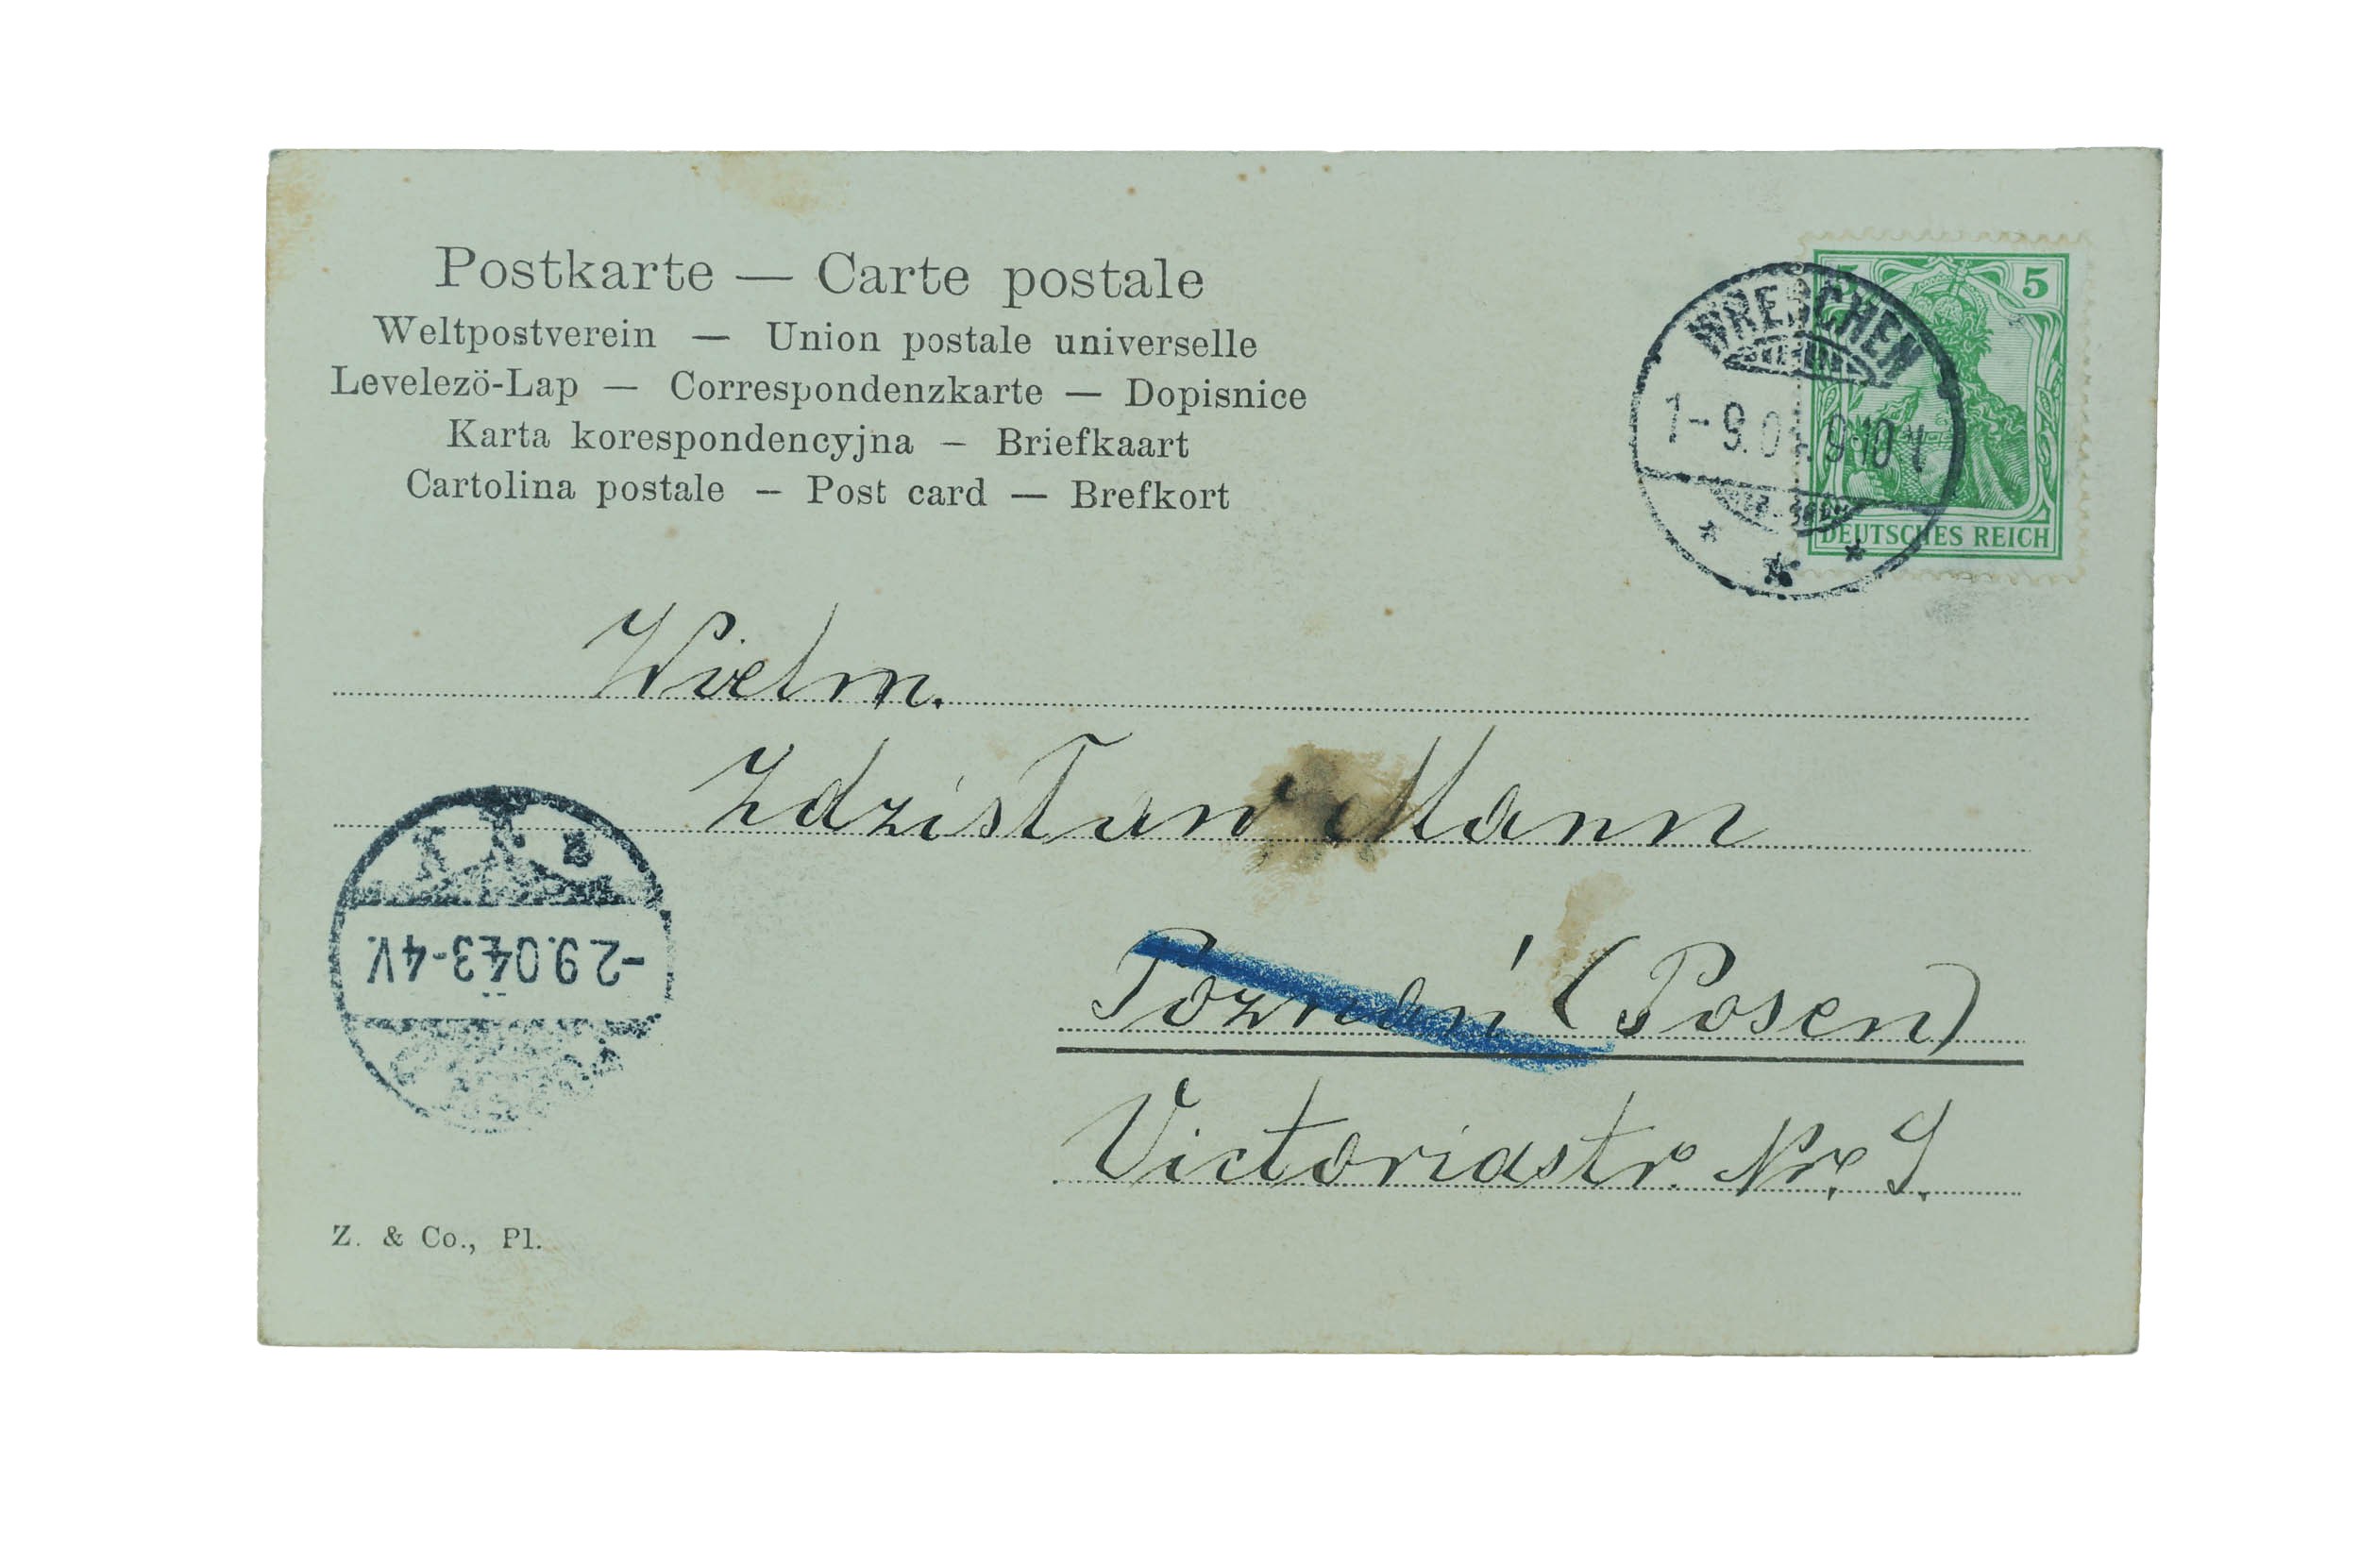 Postkarte — Carte postale
Weltpostverein — Union postale universelle
Levelezö-Lap — Correspondenzkarte — Dopisnice
Karta korespondencyjna — Briefkaart
Cartolina postale — Post card — Brefkort
5 5
WRESCHEN
1-9.04. 9-10 V
DEUTSCHES REICH
Wielm.
Zdzisław Mann
-2.9.04.3-4V.
Poznań (Posen)
Victoriastr. Nr.
Z. & Co., Pl.